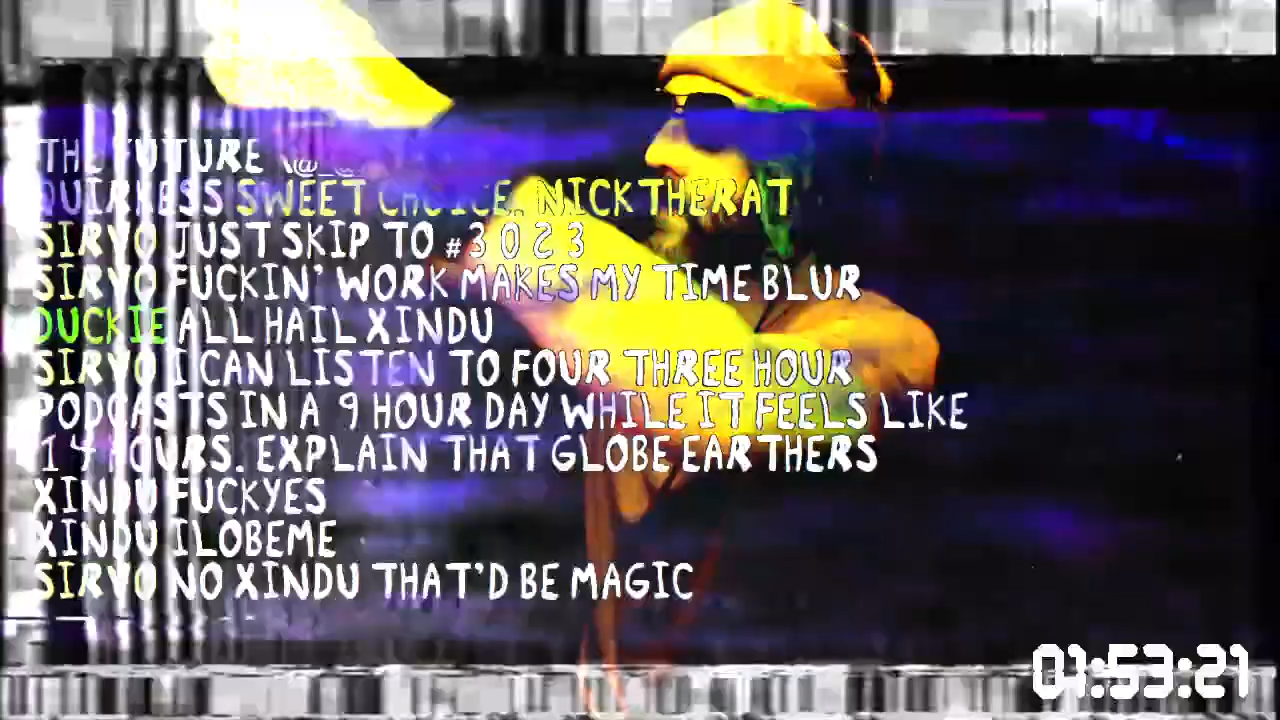 THE FUTURE \@_@
QUIRKESS SWEET CHOICE, NICKTHERAT
SIRVO JUST SKIP TO #3023
SIRVO FUCKIN' WORK MAKES MY TIME BLUR
DUCKIE ALL HAIL XINDU
SIRVO I CAN LISTEN TO FOUR THREE HOUR
PODCASTS IN A 9 HOUR DAY WHILE IT FEELS LIKE
14 HOURS. EXPLAIN THAT GLOBE EARTHERS
XINDU FUCKYES
XINDU ILOBEME
SIRVO NO XINDU THAT'D BE MAGIC
01:53:21